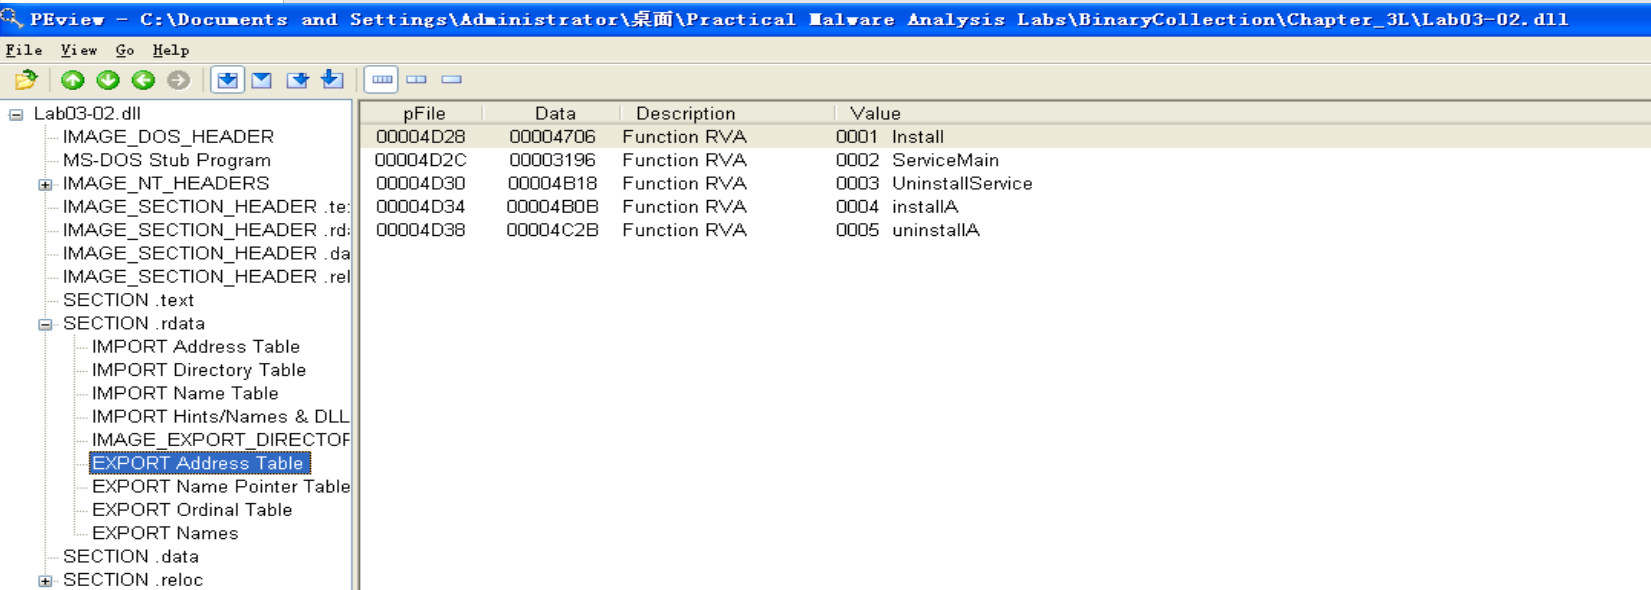 PEview - C:\Documents and Settings\Administrator\桌面\Practical Malware Analysis Labs\BinaryCollection\Chapter_3L\Lab03-02.dll
File View Go Help
Lab03-02.dll
IMAGE_DOS_HEADER
MS-DOS Stub Program
IMAGE_NT_HEADERS
IMAGE_SECTION_HEADER .te
IMAGE_SECTION_HEADER .rd
IMAGE_SECTION_HEADER .da
IMAGE_SECTION_HEADER .rel
SECTION .text
SECTION .rdata
IMPORT Address Table
IMPORT Directory Table
IMPORT Name Table
IMPORT Hints/Names & DLL
IMAGE_EXPORT_DIRECTOR
EXPORT Address Table
EXPORT Name Pointer Table
EXPORT Ordinal Table
EXPORT Names
SECTION .data
SECTION .reloc
pFile Data Description Value
00004D28 00004706 Function RVA 0001 Install
00004D2C 00003196 Function RVA 0002 ServiceMain
00004D30 00004B18 Function RVA 0003 UninstallService
00004D34 00004B0B Function RVA 0004 installA
00004D38 00004C2B Function RVA 0005 uninstallA